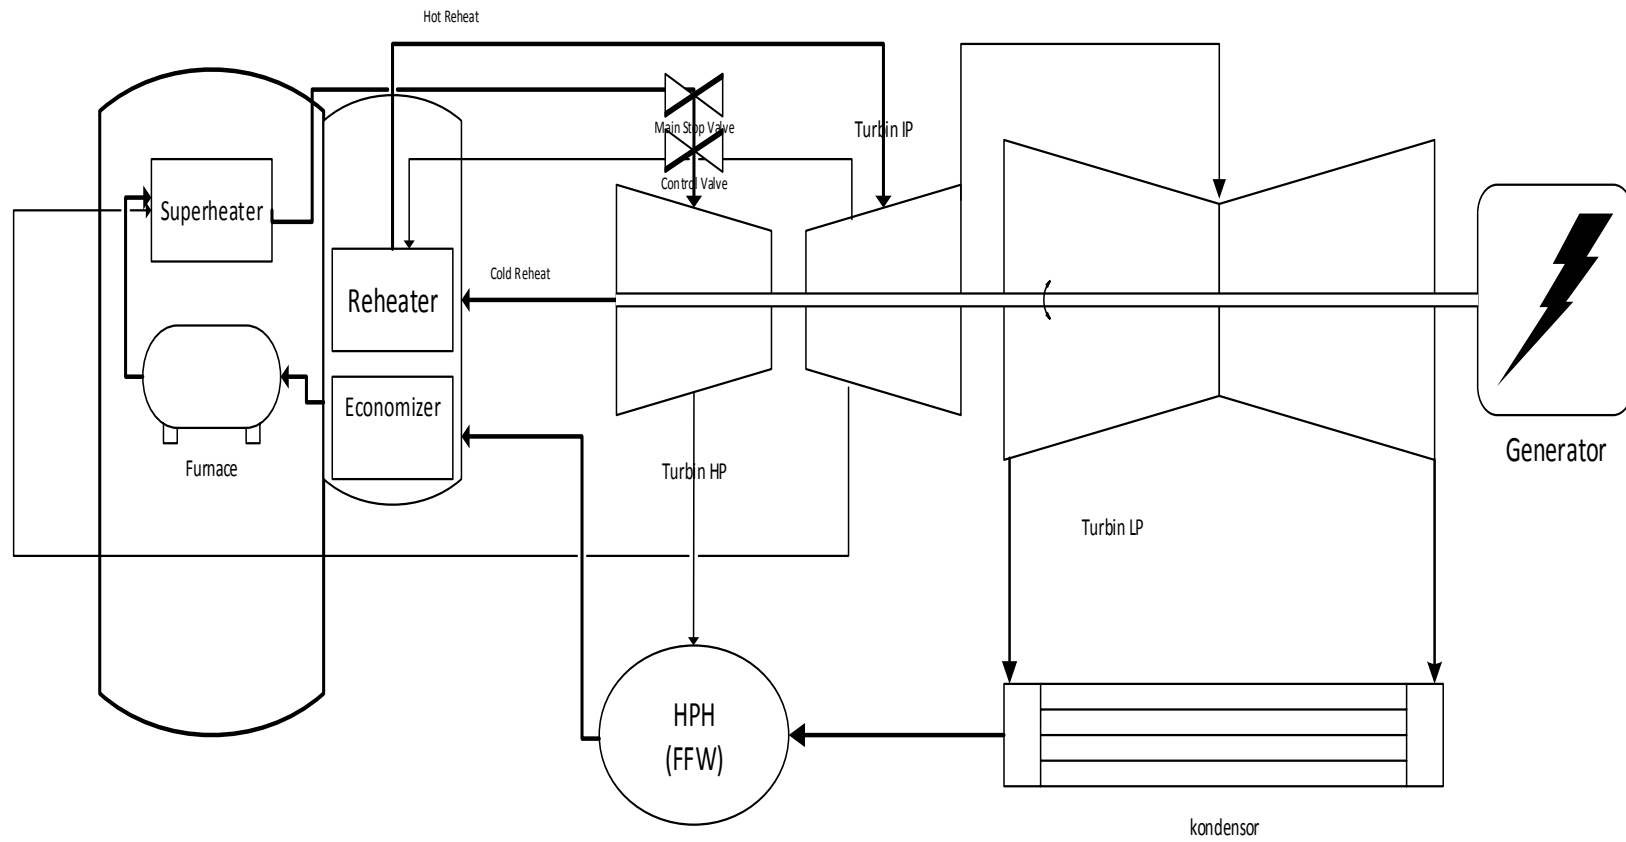 Hot Reheat
Main Stop Valve
Turbin IP
Control Valve
Superheater
Cold Reheat
Reheater
Economizer
Furnace
Turbin HP
Generator
Turbin LP
HPH
(FFW)
kondensor